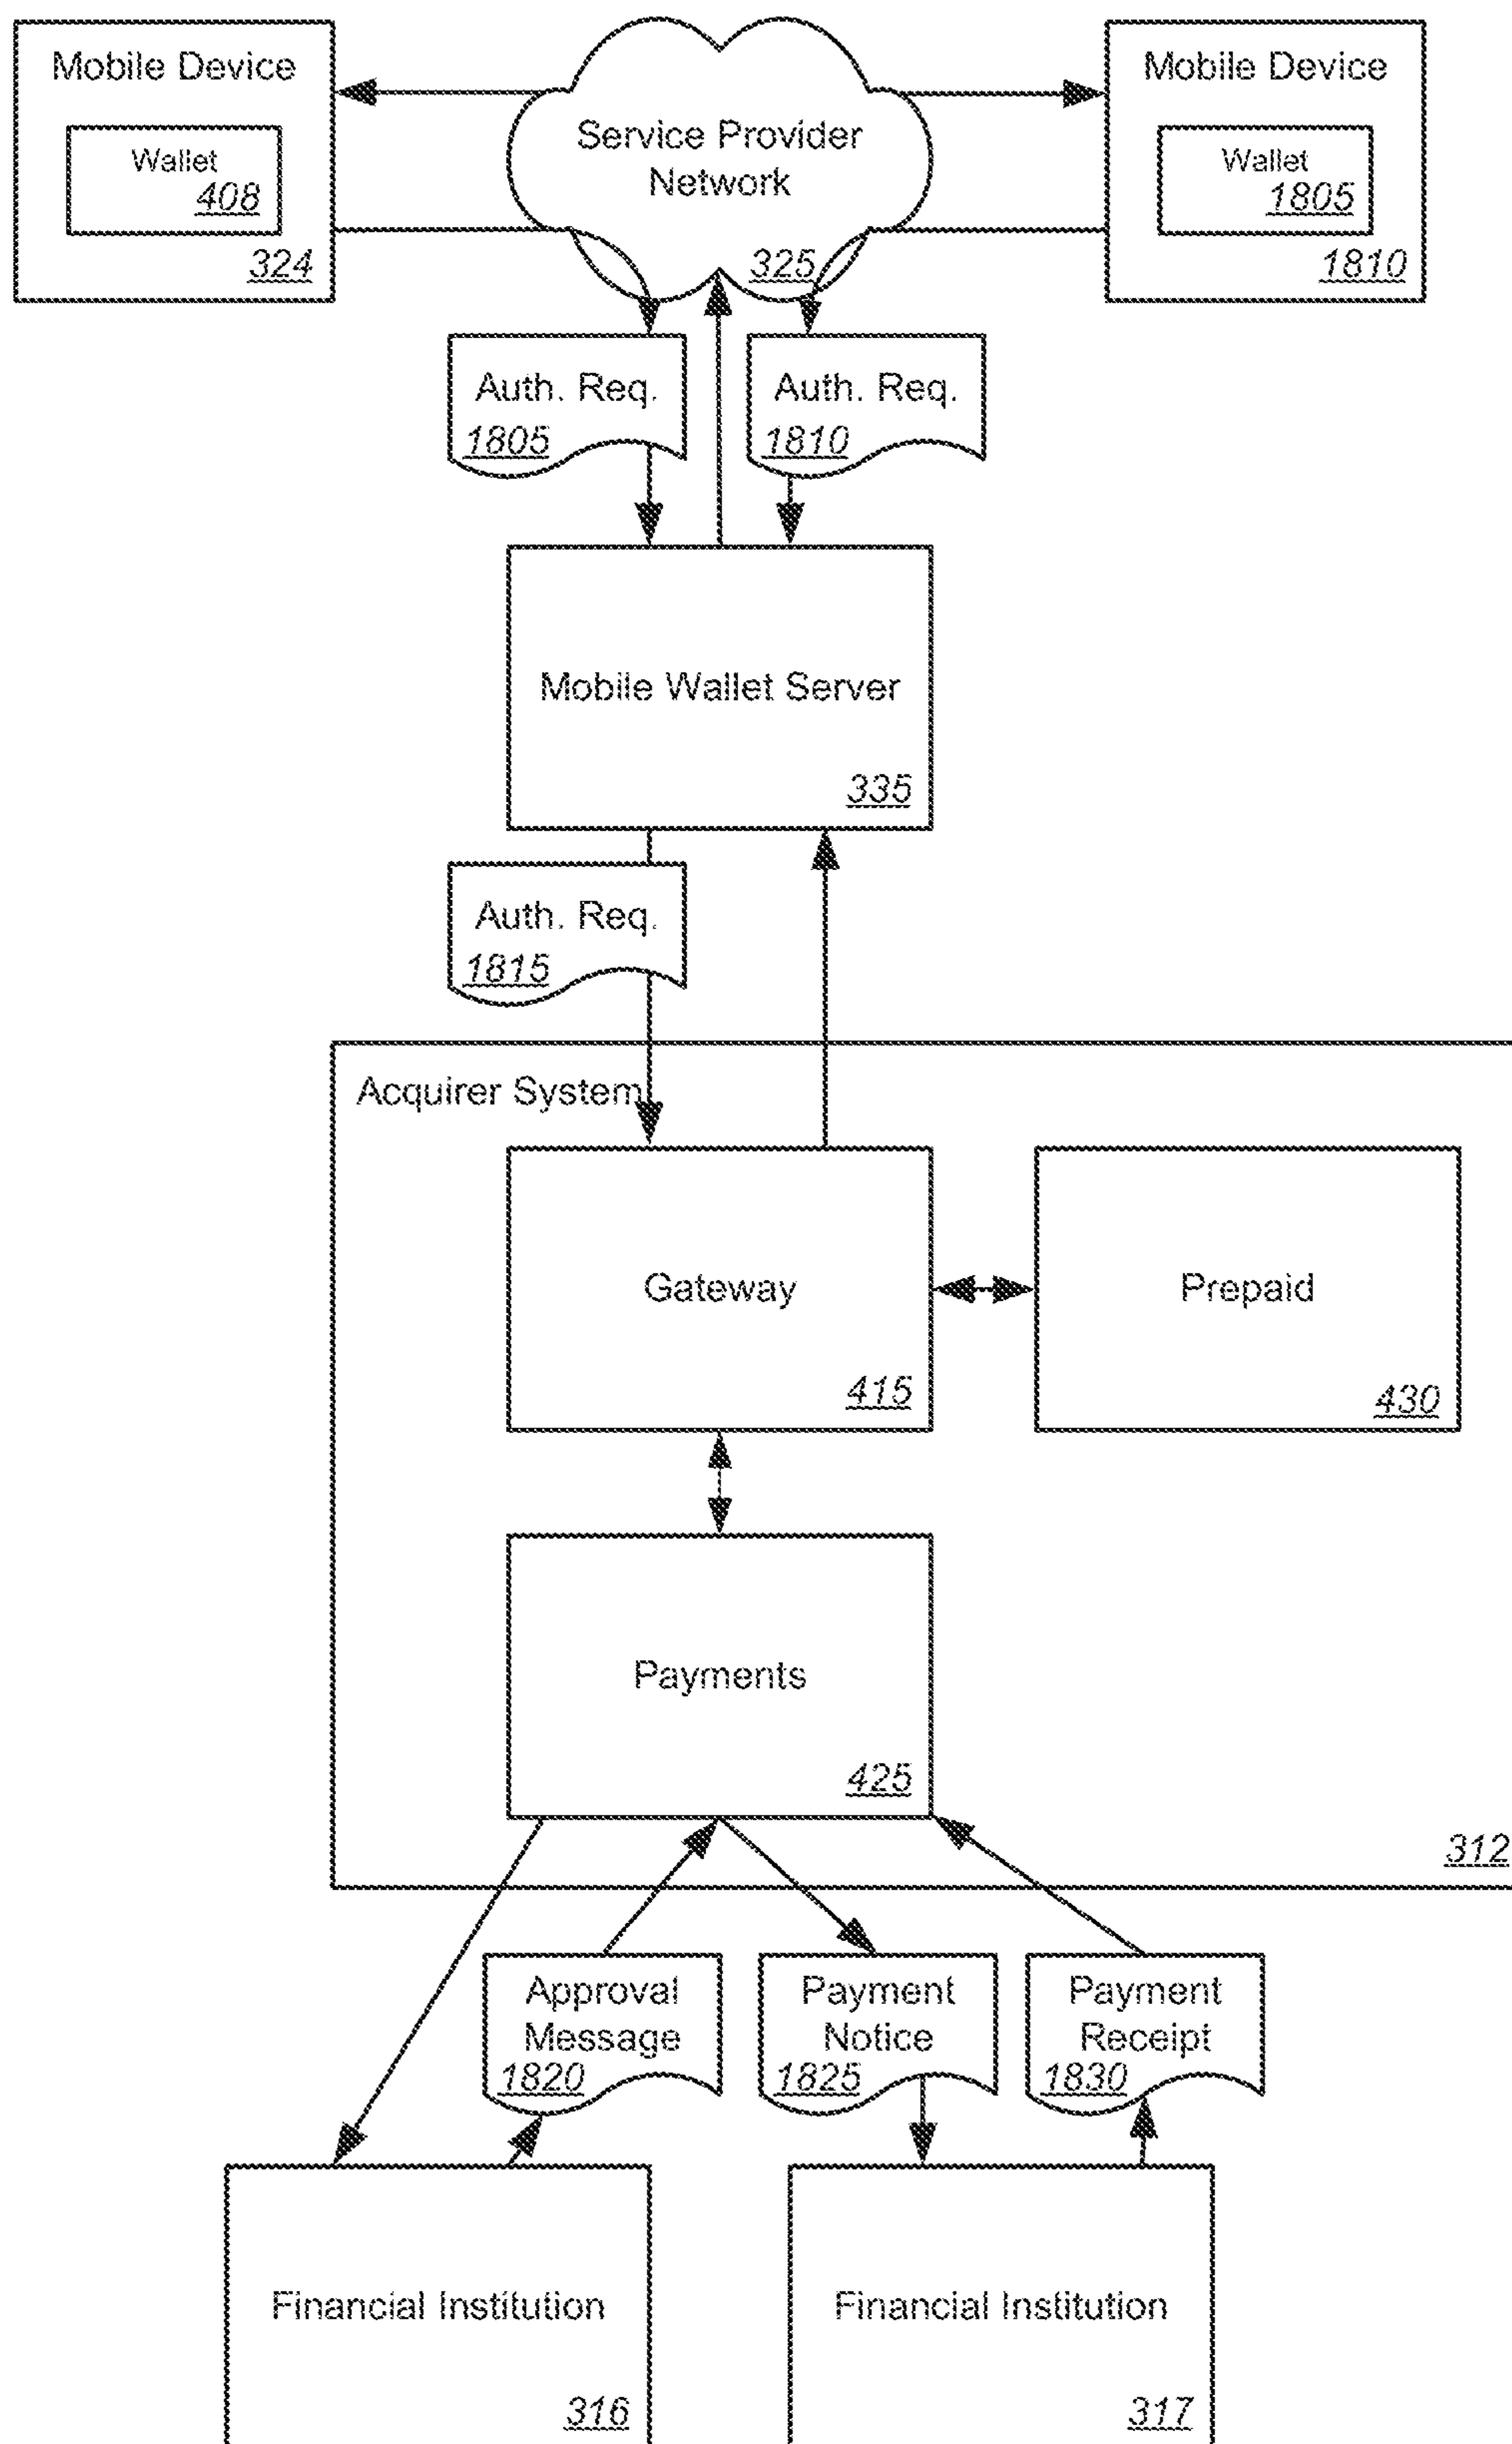 Mobile Device
Wallet
408
324
Service Provider
Network
325
Mobile Device
Wallet
1805
1810
Auth. Req.
1805
Auth. Req.
1810
Mobile Wallet Server
335
Auth. Req.
1815
Acquirer System
Gateway
415
Prepaid
430
Payments
425
312
Approval
Message
1820
Payment
Notice
1825
Payment
Receipt
1830
Financial Institution
316
Financial Institution
317